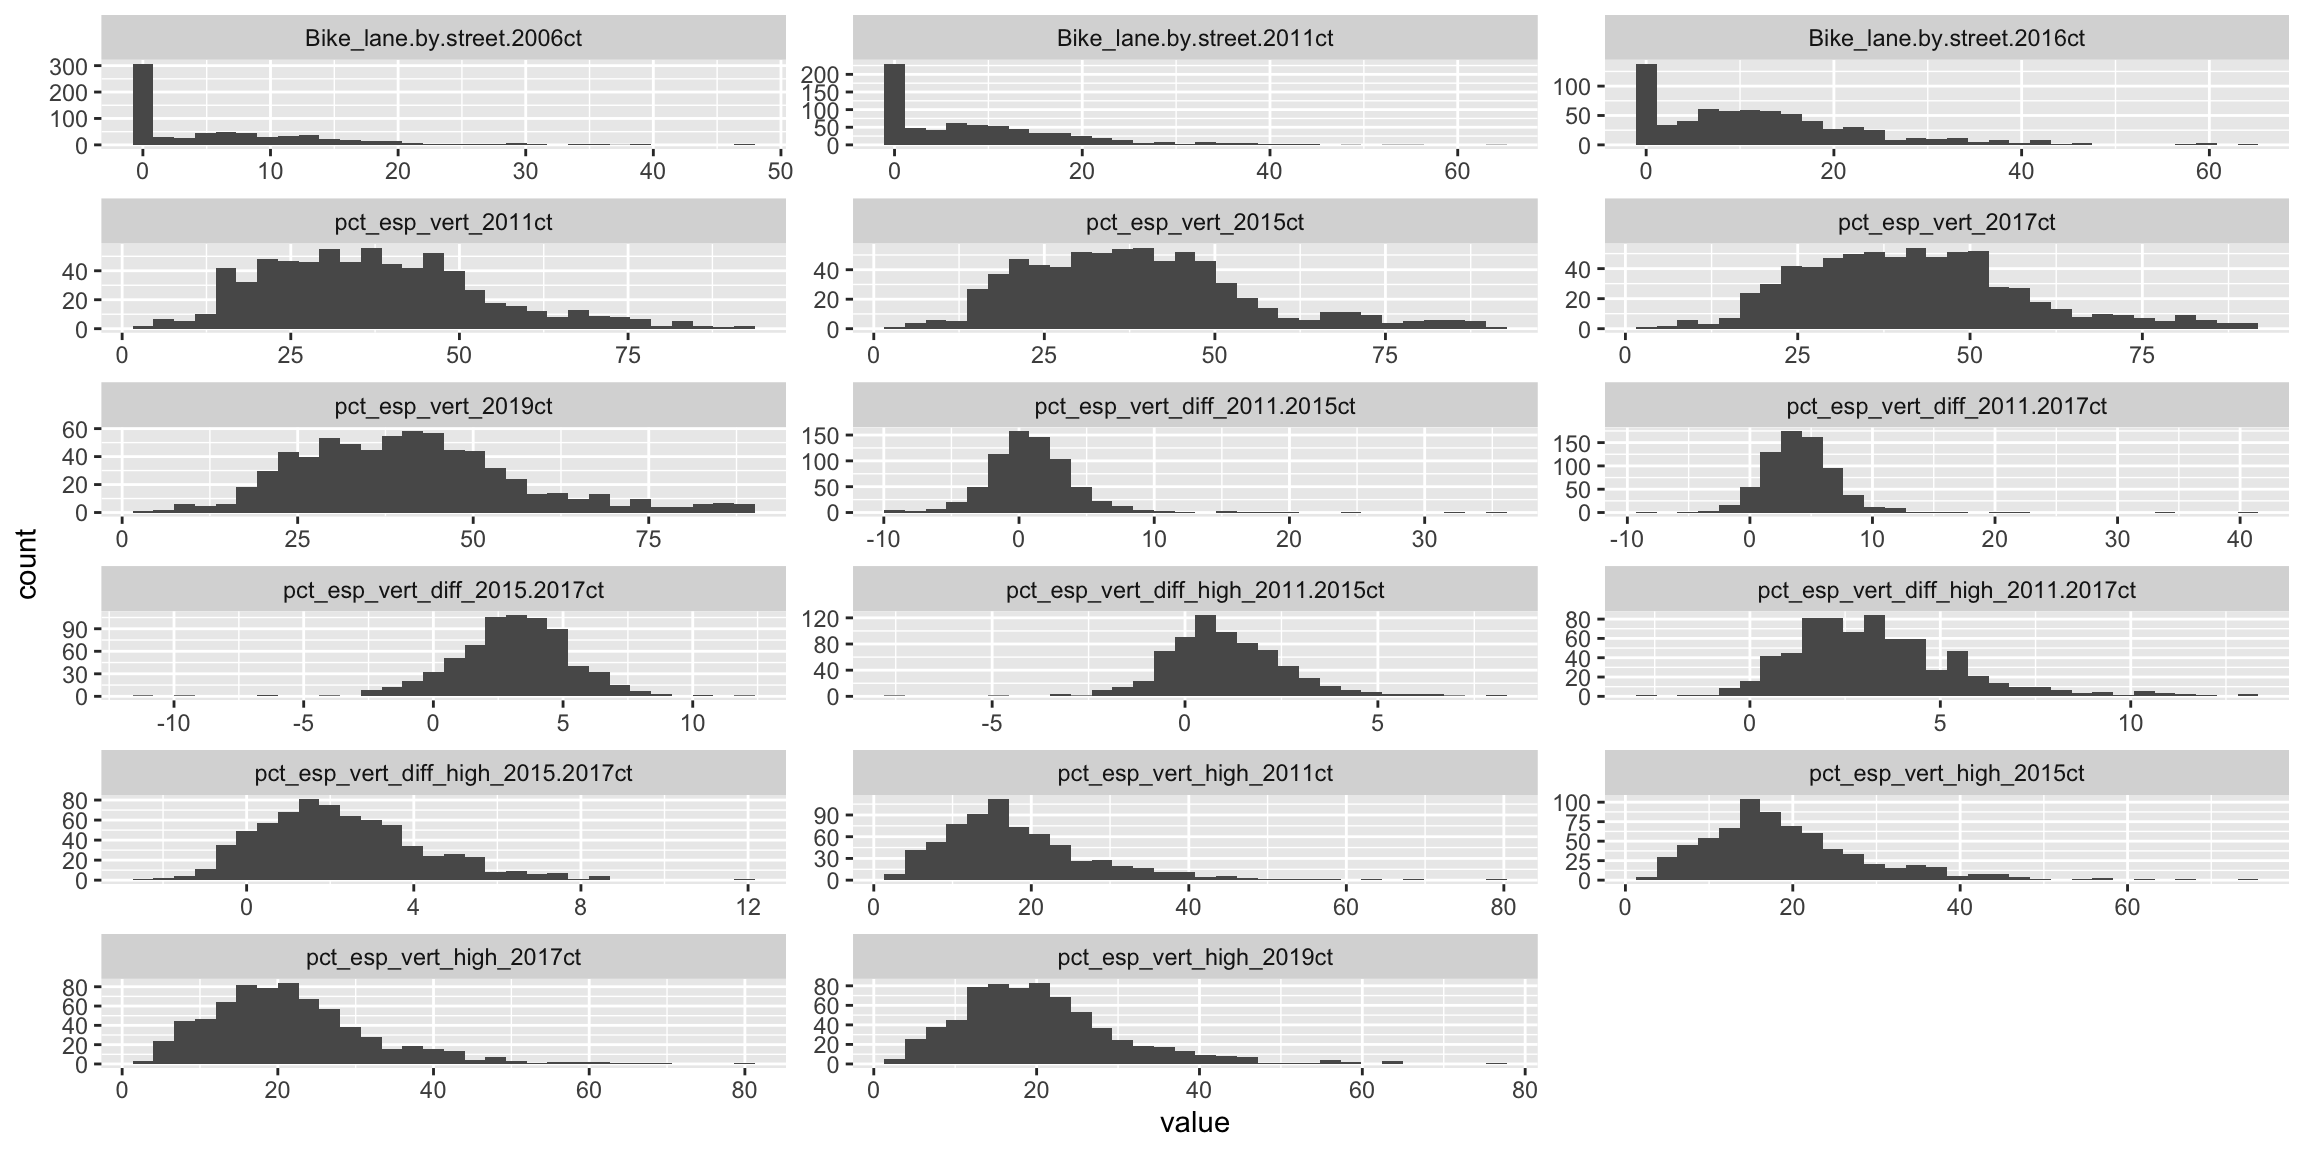 Bike_lane.by.street.2006ct Bike_lane.by.street.2011ct Bike_lane.by.street.2016ct
300 200 100 0
200 150 100 50 0
100 50 0
0 10 20 30 40 50
0 20 40 60
0 20 40 60
pct_esp_vert_2011ct pct_esp_vert_2015ct pct_esp_vert_2017ct
40 20 0
40 20 0
40 20 0
0 25 50 75
0 25 50 75
0 25 50 75
pct_esp_vert_2019ct pct_esp_vert_diff_2011.2015ct pct_esp_vert_diff_2011.2017ct
60 40 20 0
150 100 50 0
150 100 50 0
0 25 50 75
-10 0 10 20 30
-10 0 10 20 30 40
count
pct_esp_vert_diff_2015.2017ct pct_esp_vert_diff_high_2011.2015ct pct_esp_vert_diff_high_2011.2017ct
90 60 30 0
120 80 40 0
80 60 40 20 0
-10 -5 0 5 10
-5 0 5
0 5 10
pct_esp_vert_diff_high_2015.2017ct pct_esp_vert_high_2011ct pct_esp_vert_high_2015ct
80 60 40 20 0
90 60 30 0
100 75 50 25 0
0 4 8 12
0 20 40 60 80
0 20 40 60
pct_esp_vert_high_2017ct pct_esp_vert_high_2019ct
80 60 40 20 0
80 60 40 20 0
0 20 40 60 80
0 20 40 60 80
value